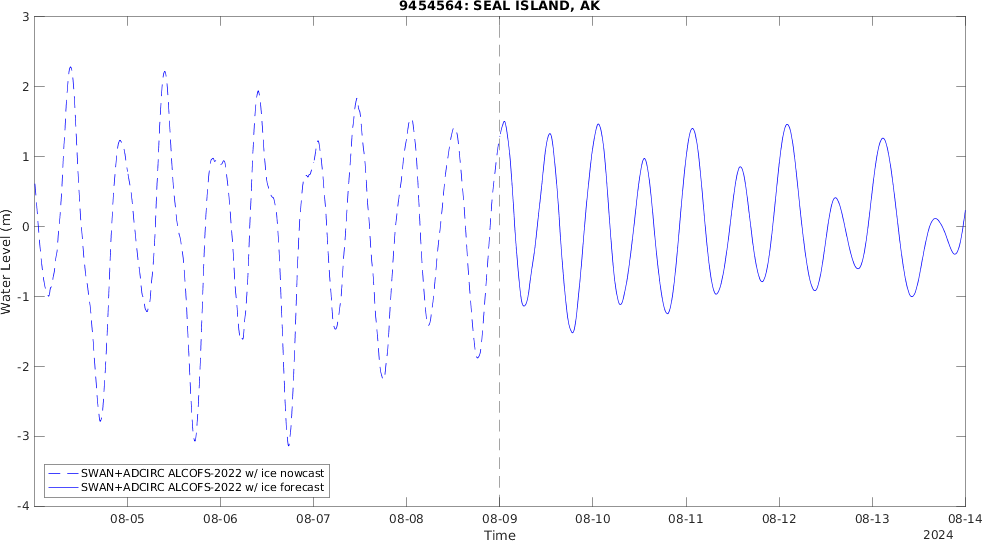 9454564: SEAL ISLAND, AK
3
2
1
0
-1
-2
-3
-4
Water Level (m)
SWAN+ADCIRC ALCOFS-2022 w/ ice nowcast
SWAN+ADCIRC ALCOFS-2022 w/ ice forecast
08-05 08-06 08-07 08-08 08-09 08-10 08-11 08-12 08-13 08-14
Time
2024